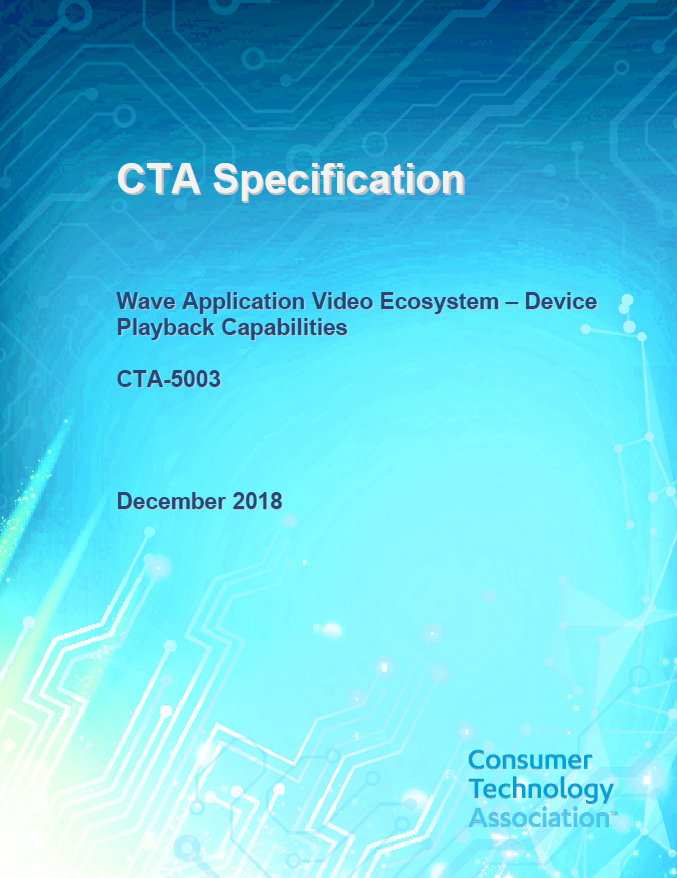 CTA Specification
Wave Application Video Ecosystem – Device
Playback Capabilities
CTA-5003
December 2018
Consumer
Technology
Association™